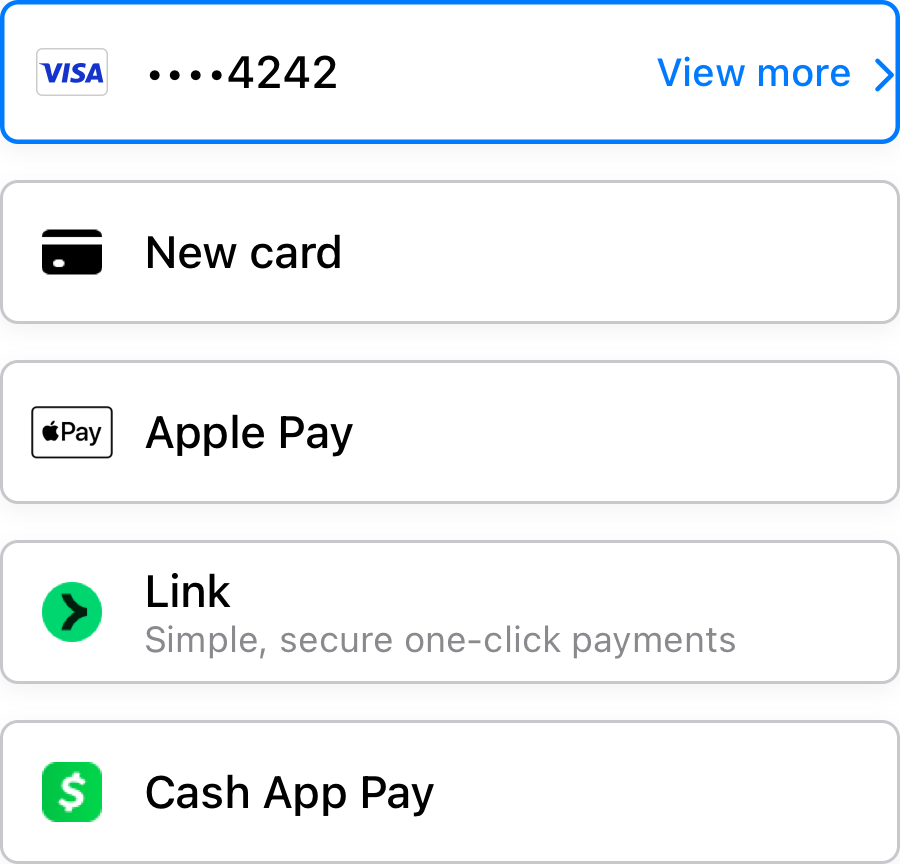 VISA ••••4242 View more
New card
Pay Apple Pay
Link
Simple, secure one-click payments
$ Cash App Pay